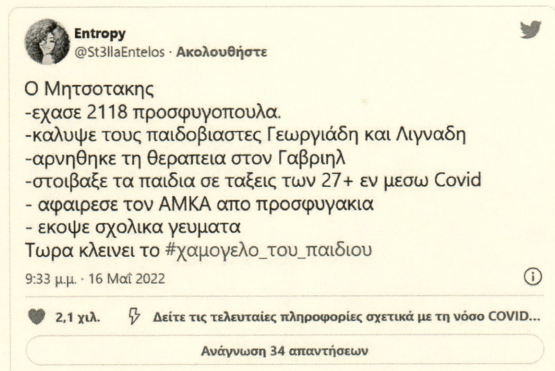 Entropy
@St3llaEntelos · Ακολουθήστε
Ο Μητσοτακης
-εχασε 2118 προσφυγοπουλα.
-καλυψε τους παιδοβιαστες Γεωργιάδη και Λιγναδη
-αρνηθηκε τη θεραπεια στον Γαβριηλ
-στοιβαξε τα παιδια σε ταξεις των 27+ εν μεσω Covid
- αφαιρεσε τον ΑΜΚΑ απο προσφυγακια
- εκοψε σχολικα γευματα
Τωρα κλεινει το #χαμογελο_του_παιδιου
9:33 μ.μ. · 16 Μαΐ 2022
2,1 χιλ. Δείτε τις τελευταίες πληροφορίες σχετικά με τη νόσο COVID...
Ανάγνωση 34 απαντήσεων